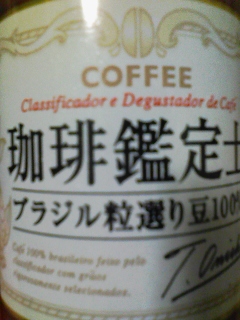 COFFEE
Classificador e Degustador de Café
珈琲鑑定士
ブラジル粒選り豆100%
Café 100% brasileiro feito pelo
classificador com grãos
rigorosamente selecionados.